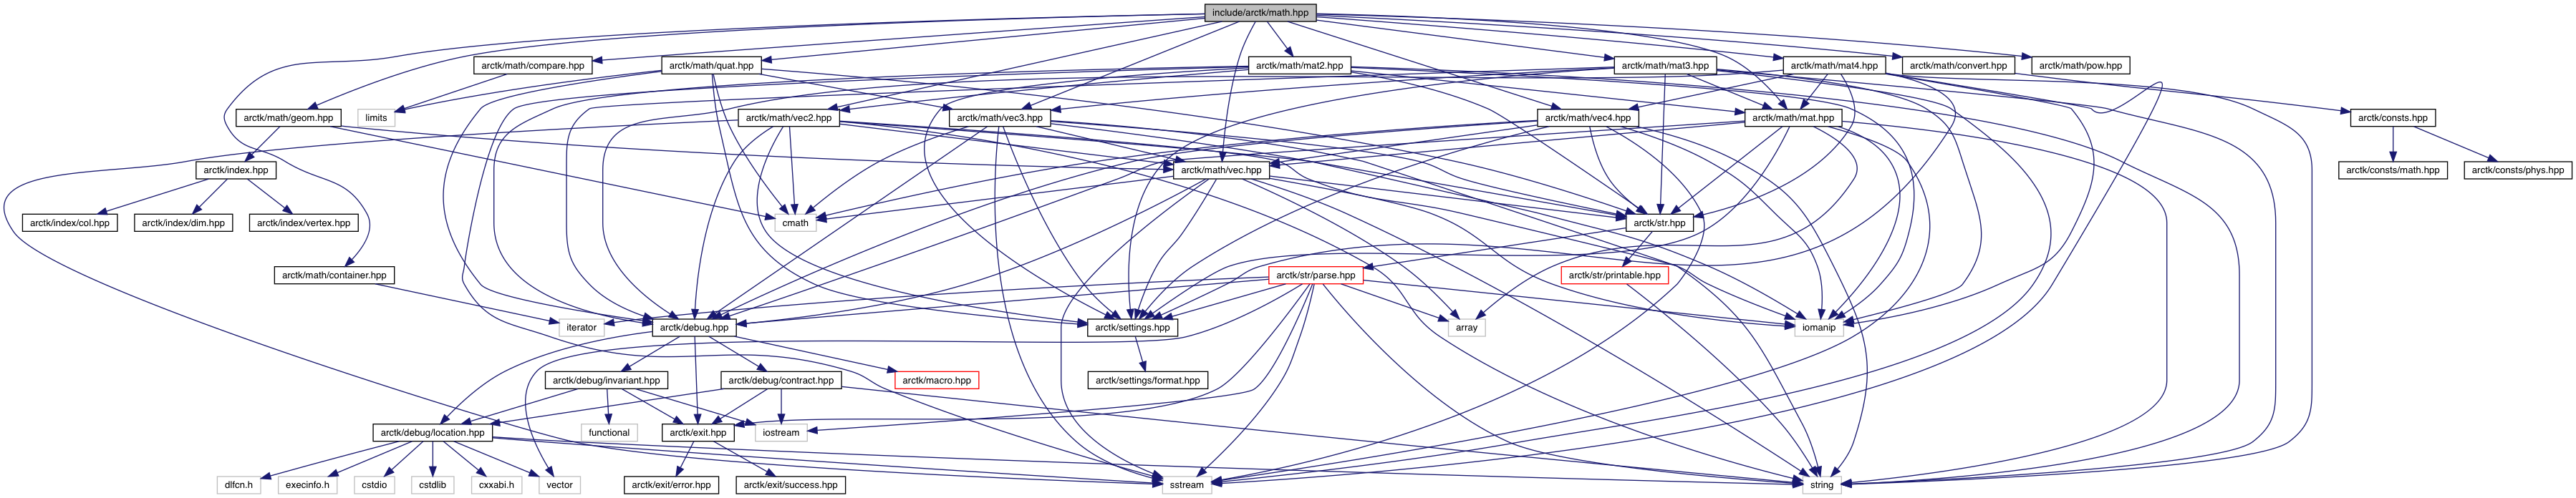 include/arctk/math.hpp
arctk/math/compare.hpp
arctk/math/quat.hpp
arctk/math/mat2.hpp
arctk/math/mat3.hpp
arctk/math/mat4.hpp
arctk/math/convert.hpp
arctk/math/pow.hpp
arctk/math/geom.hpp
limits
arctk/math/vec2.hpp
arctk/math/vec3.hpp
arctk/math/vec4.hpp
arctk/math/mat.hpp
arctk/consts.hpp
arctk/index.hpp
arctk/math/vec.hpp
arctk/consts/math.hpp
arctk/consts/phys.hpp
arctk/index/col.hpp
arctk/index/dim.hpp
arctk/index/vertex.hpp
cmath
arctk/str.hpp
arctk/math/container.hpp
arctk/str/parse.hpp
arctk/str/printable.hpp
iterator
arctk/debug.hpp
arctk/settings.hpp
array
iomanip
arctk/debug/invariant.hpp
arctk/debug/contract.hpp
arctk/macro.hpp
arctk/settings/format.hpp
arctk/debug/location.hpp
functional
arctk/exit.hpp
iostream
dlfcn.h
execinfo.h
cstdio
cstdlib
cxxabi.h
vector
arctk/exit/error.hpp
arctk/exit/success.hpp
sstream
string